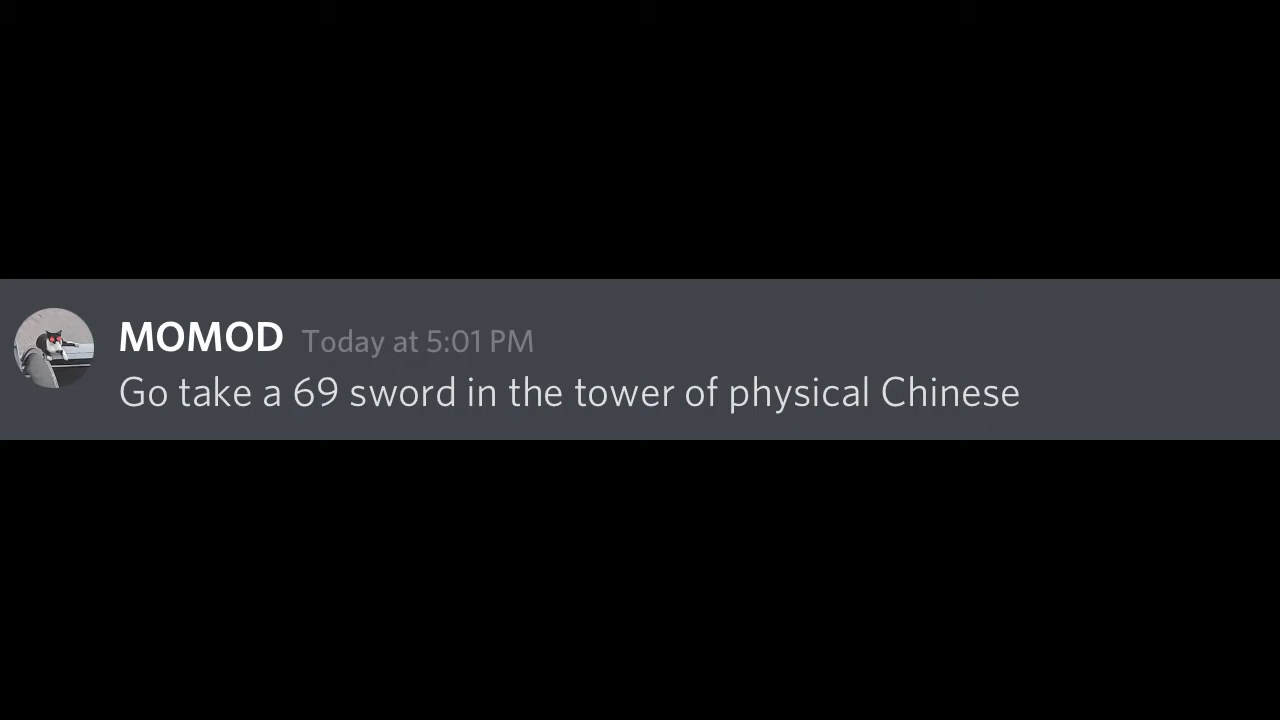 MOMOD Today at 5:01 PM
Go take a 69 sword in the tower of physical Chinese